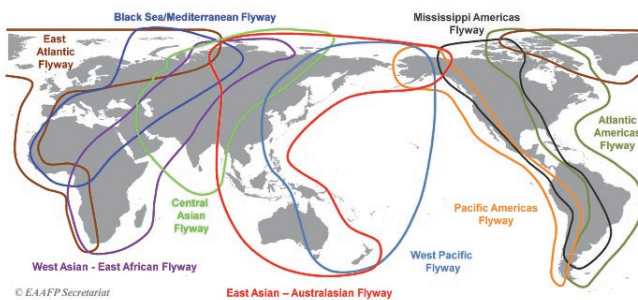 Black Sea/Mediterranean Flyway
Mississippi Americas Flyway
East
Atlantic
Flyway
Atlantic
Americas
Flyway
Central
Asian
Flyway
Pacific Americas
Flyway
West Pacific
Flyway
West Asian - East African Flyway
East Asian – Australasian Flyway
© EAAFP Secretariat